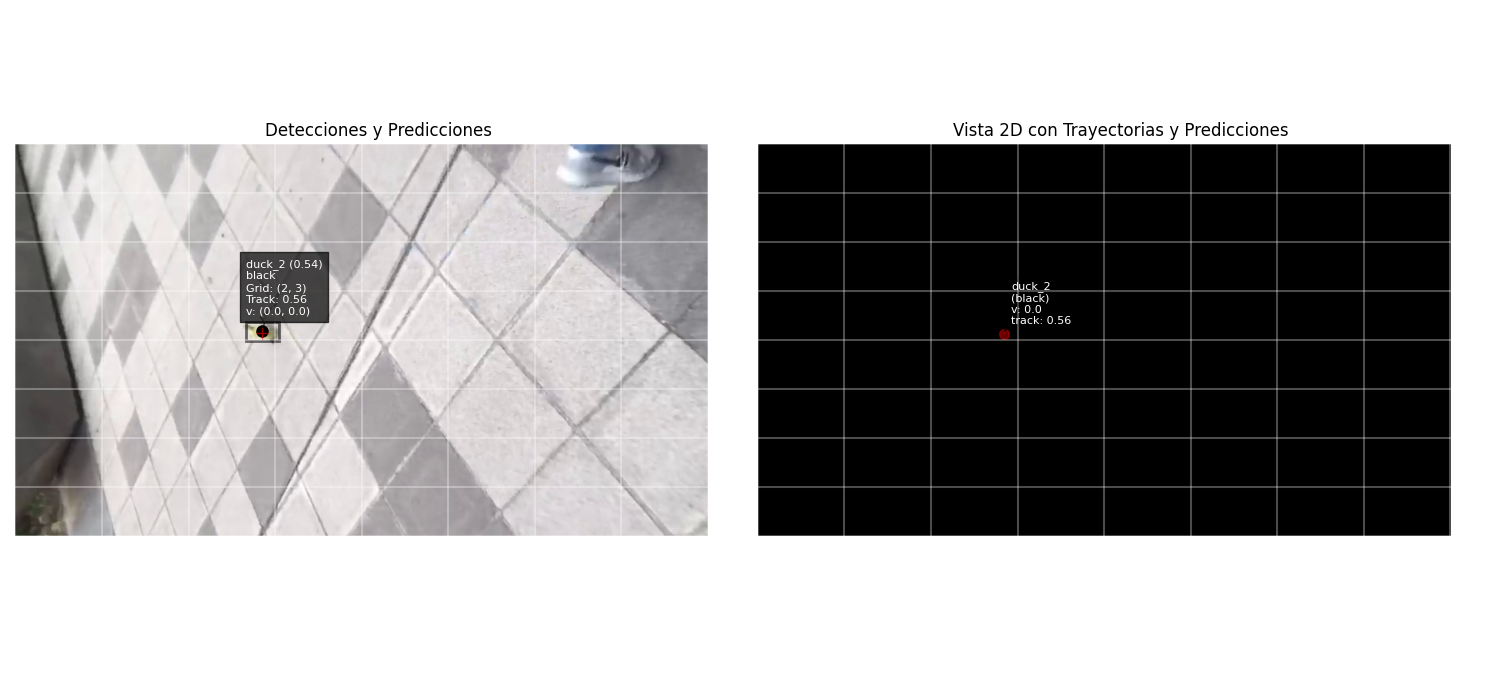 Detecciones y Predicciones
duck_2 (0.54)
black
Grid: (2, 3)
Track: 0.56
v: (0.0, 0.0)
Vista 2D con Trayectorias y Predicciones
duck_2
(black)
v: 0.0
track: 0.56